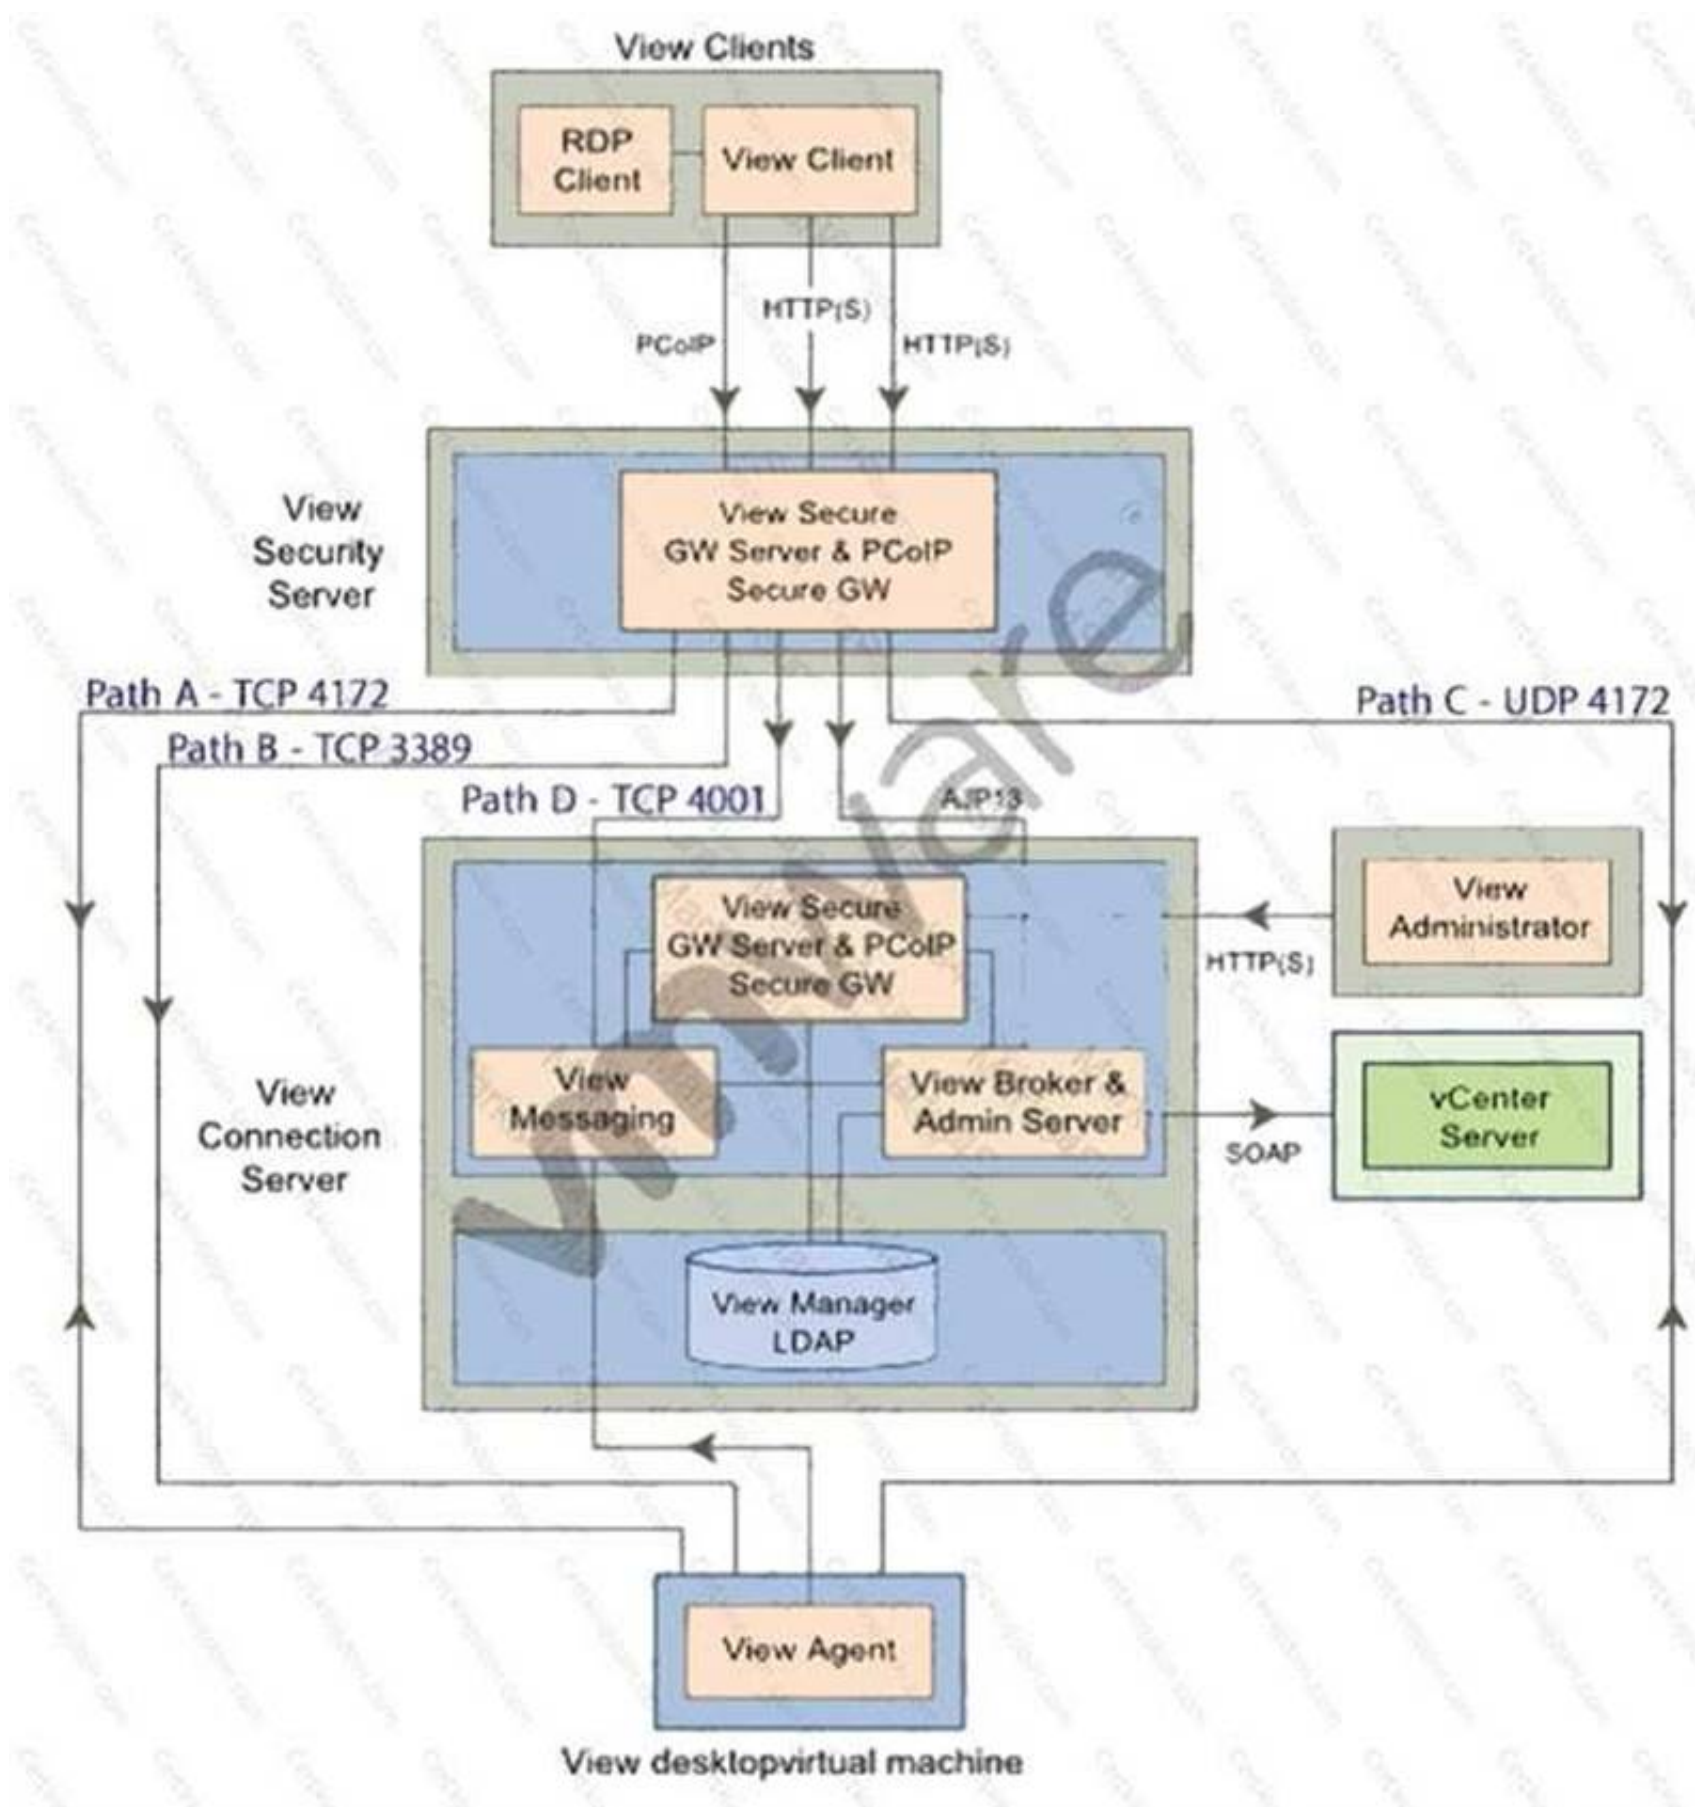 View Clients
RDP
Client
View Client
HTTP(S)
PCoIP
HTTP(S)
View
Security
Server
View Secure
GW Server & PCoIP
Secure GW
Path A - TCP 4172
Path C - UDP 4172
Path B - TCP 3389
Path D - TCP 4001
AJP13
View Secure
GW Server & PCoIP
Secure GW
View
Administrator
HTTP(S)
View
Connection
Server
View
Messaging
View Broker &
Admin Server
SOAP
vCenter
Server
View Manager
LDAP
View Agent
View desktopvirtual machine
vmware